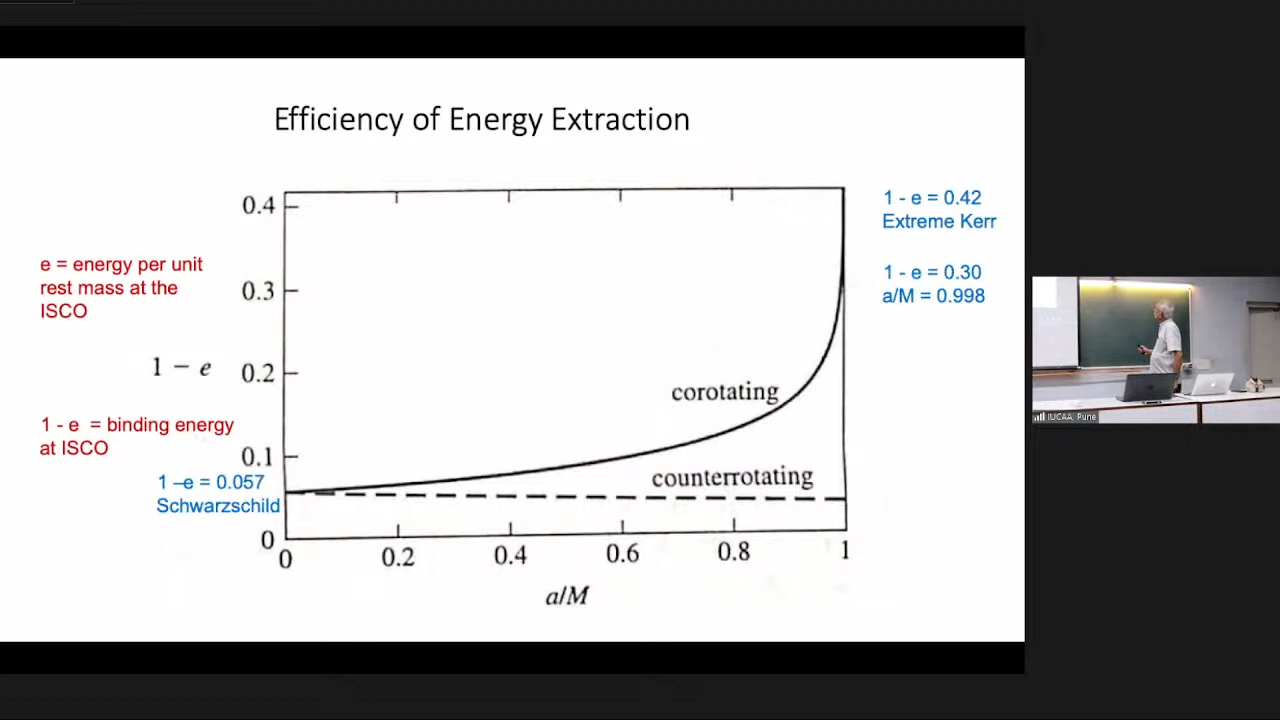 Efficiency of Energy Extraction
1 - e = 0.42
Extreme Kerr
1 - e = 0.30
a/M = 0.998
e = energy per unit
rest mass at the
ISCO
1 - e = binding energy
at ISCO
1 –e = 0.057
Schwarzschild
1 − e
0.4
0.3
0.2
0.1
0
corotating
counterrotating
0 0.2 0.4 0.6 0.8 1
a/M
IUCAA, Pune